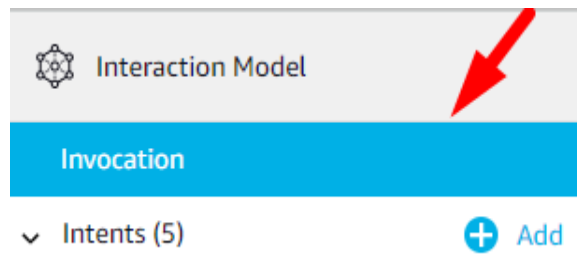 Interaction Model
Invocation
Intents (5) Add